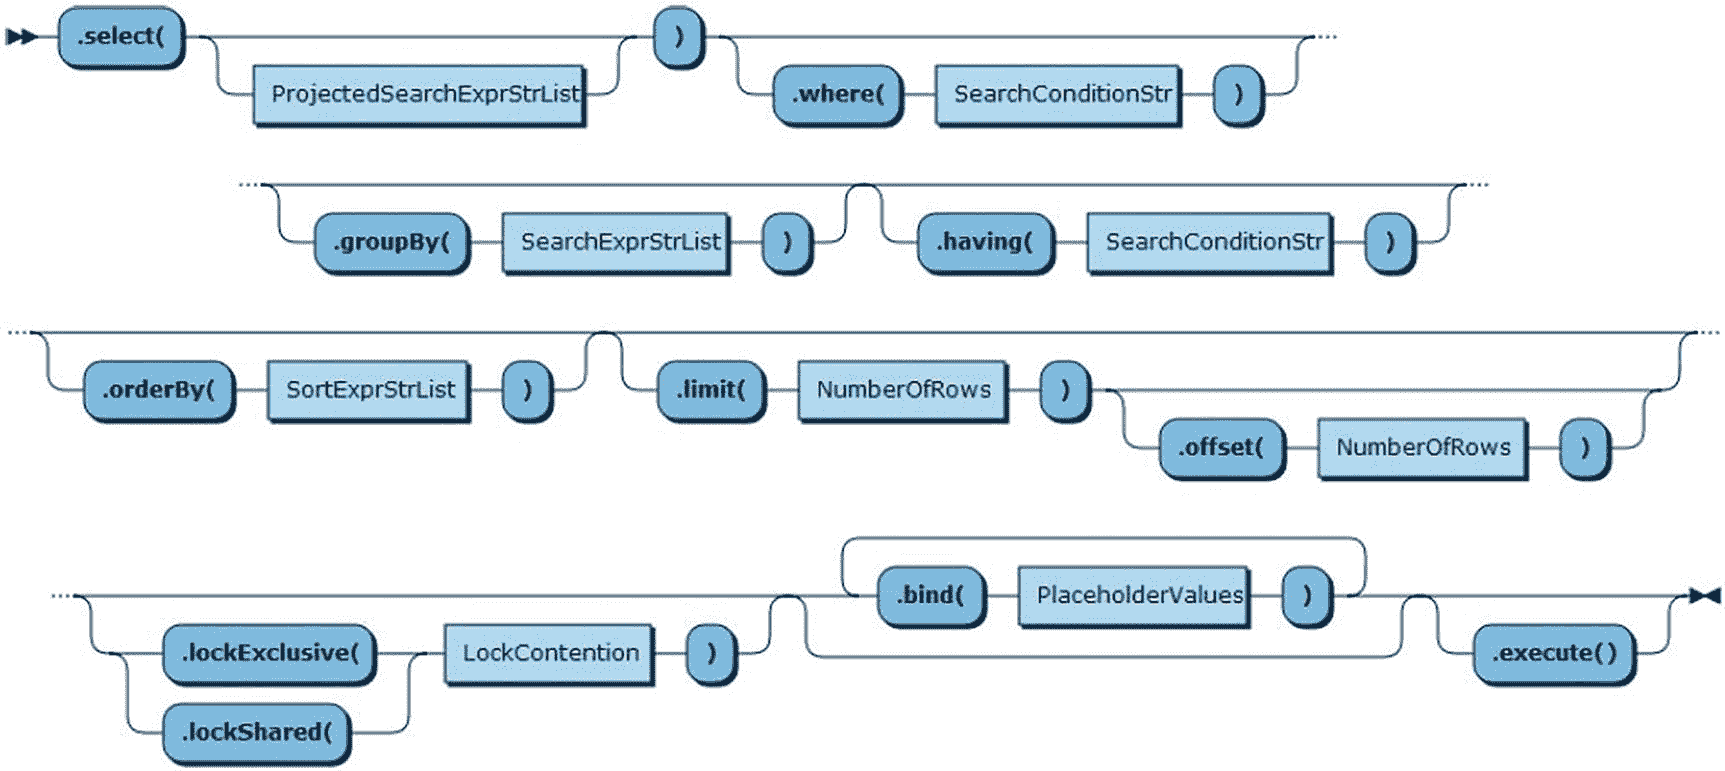 .select( )
ProjectedSearchExprStrList .where( SearchConditionStr )
.groupBy( SearchExprStrList ) .having( SearchConditionStr )
.orderBy( SortExprStrList ) .limit( NumberOfRows )
.offset( NumberOfRows )
.bind( PlaceholderValues )
.lockExclusive( LockContention ) .execute()
.lockShared(